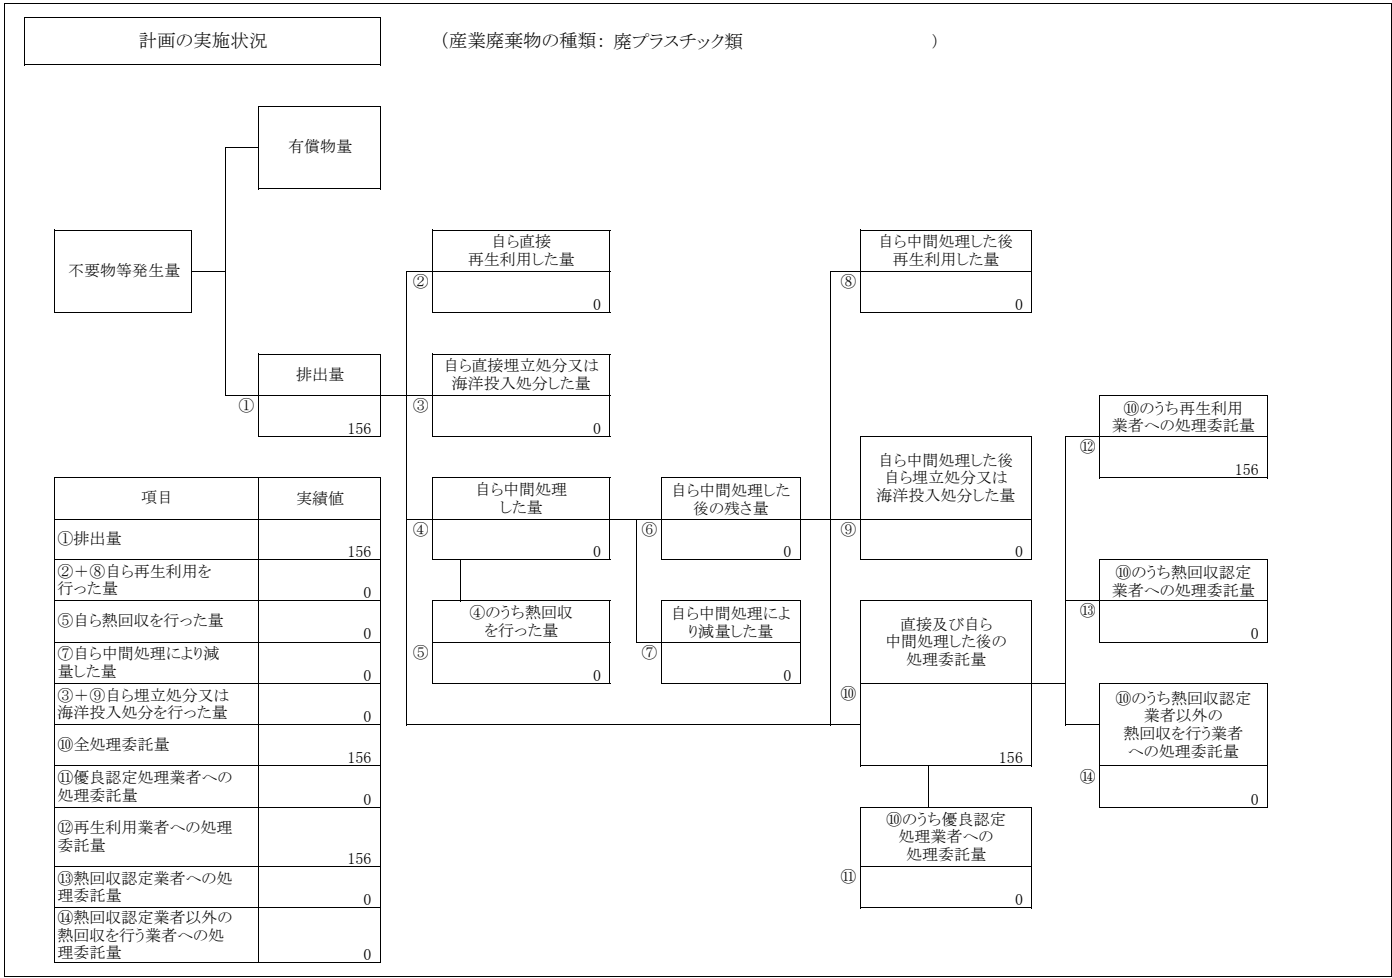 計画の実施状況
（産業廃棄物の種類：廃プラスチック類　　　　　　　　　　　）
有償物量
不要物等発生量
自ら直接
再生利用した量
②
0
自ら中間処理した後
再生利用した量
⑧
0
排出量
①
156
自ら直接埋立処分又は
海洋投入処分した量
③
0
⑩のうち再生利用
業者への処理委託量
⑫
156
自ら中間処理した後
自ら埋立処分又は
海洋投入処分した量
⑨
0
自ら中間処理
した量
④
0
自ら中間処理した
後の残さ量
⑥
0
⑩のうち熱回収認定
業者への処理委託量
⑬
0
④のうち熱回収
を行った量
⑤
0
自ら中間処理によ
り減量した量
⑦
0
直接及び自ら
中間処理した後の
処理委託量
⑩
156
⑩のうち熱回収認定
業者以外の
熱回収を行う業者
への処理委託量
⑭
0
⑩のうち優良認定
処理業者への
処理委託量
⑪
0
項目 実績値
①排出量
156
②＋⑧自ら再生利用を
行った量
0
⑤自ら熱回収を行った量
0
⑦自ら中間処理により減
量した量
0
③＋⑨自ら埋立処分又は
海洋投入処分を行った量
0
⑩全処理委託量
156
⑪優良認定処理業者への
処理委託量
0
⑫再生利用業者への処理
委託量
156
⑬熱回収認定業者への処
理委託量
0
⑭熱回収認定業者以外の
熱回収を行う業者への処
理委託量
0